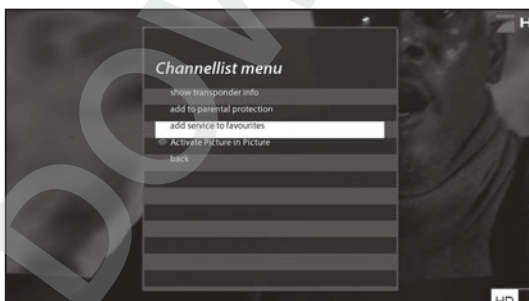 H
Channellist menu
show transponder info
add to parental protection
add service to favourites
Activate Picture in Picture
back
HD